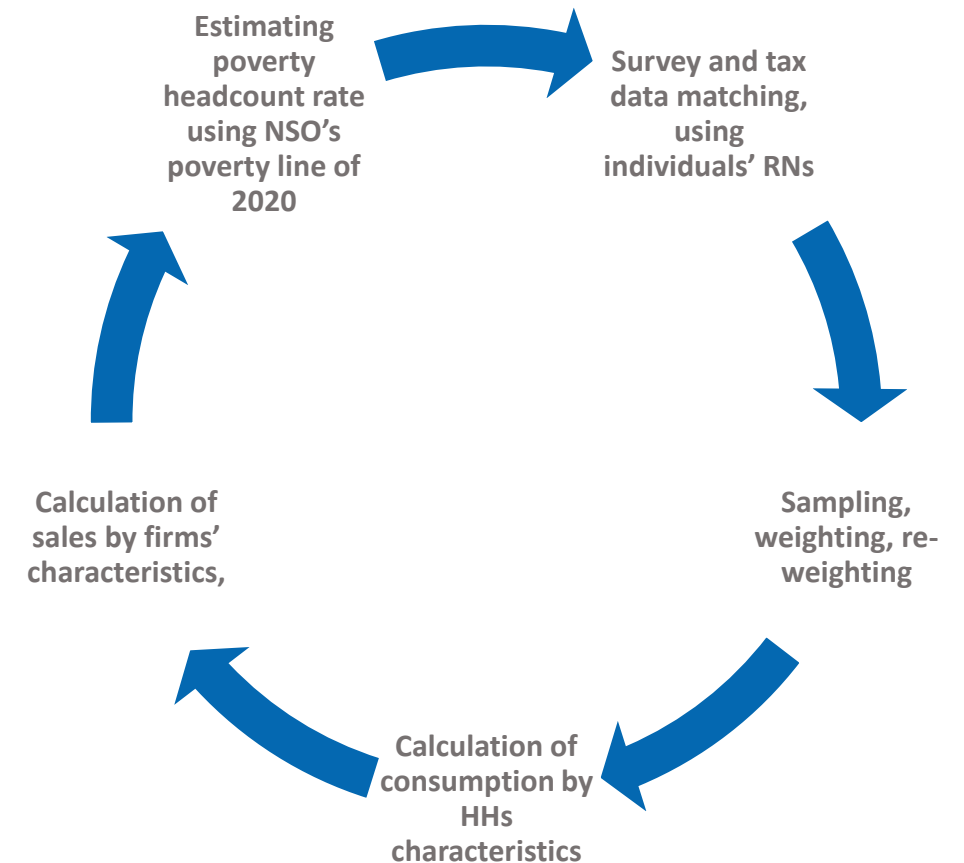 Estimating
poverty
headcount rate
using NSO's
poverty line of
2020
Survey and tax
data matching,
using
individuals' RNs
Sampling,
weighting, re-
weighting
Calculation of
consumption by
HHs
characteristics
Calculation of
sales by firms'
characteristics,